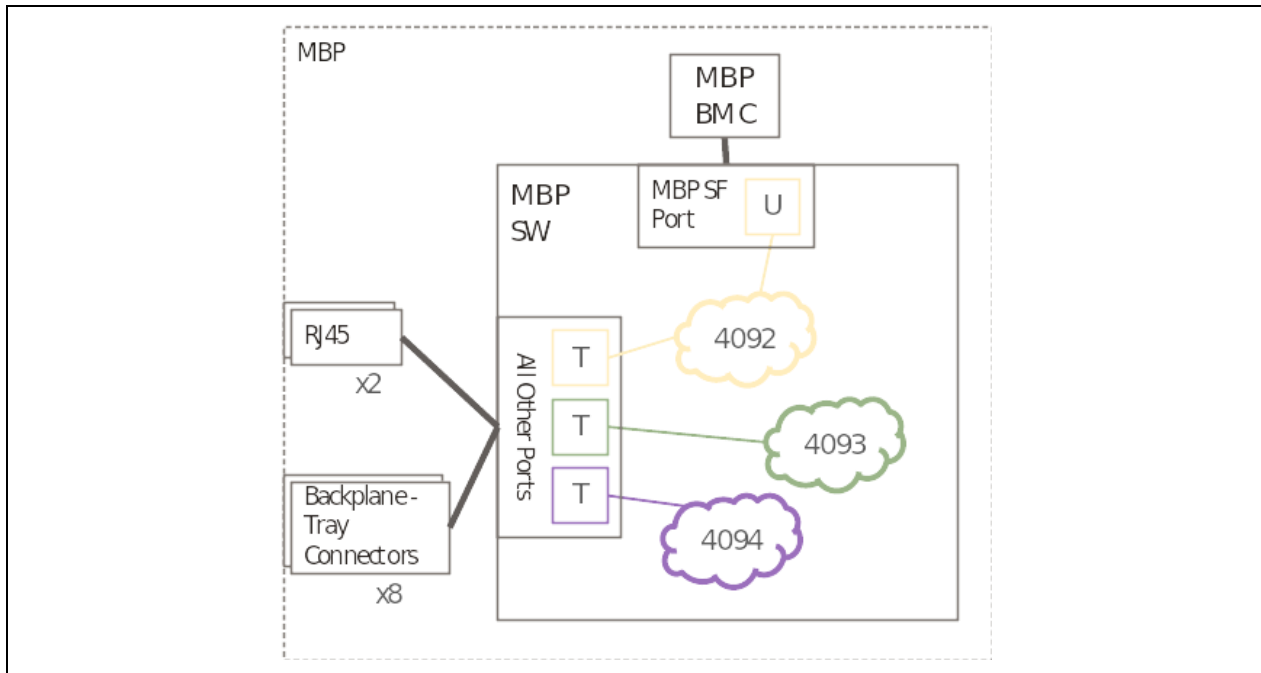 MBP
MBP
BMC
MBP
SW
MBP SF
Port
U
RJ45
x2
All Other Ports
T
T
T
4092
4093
4094
Backplane-
Tray
Connectors
x8